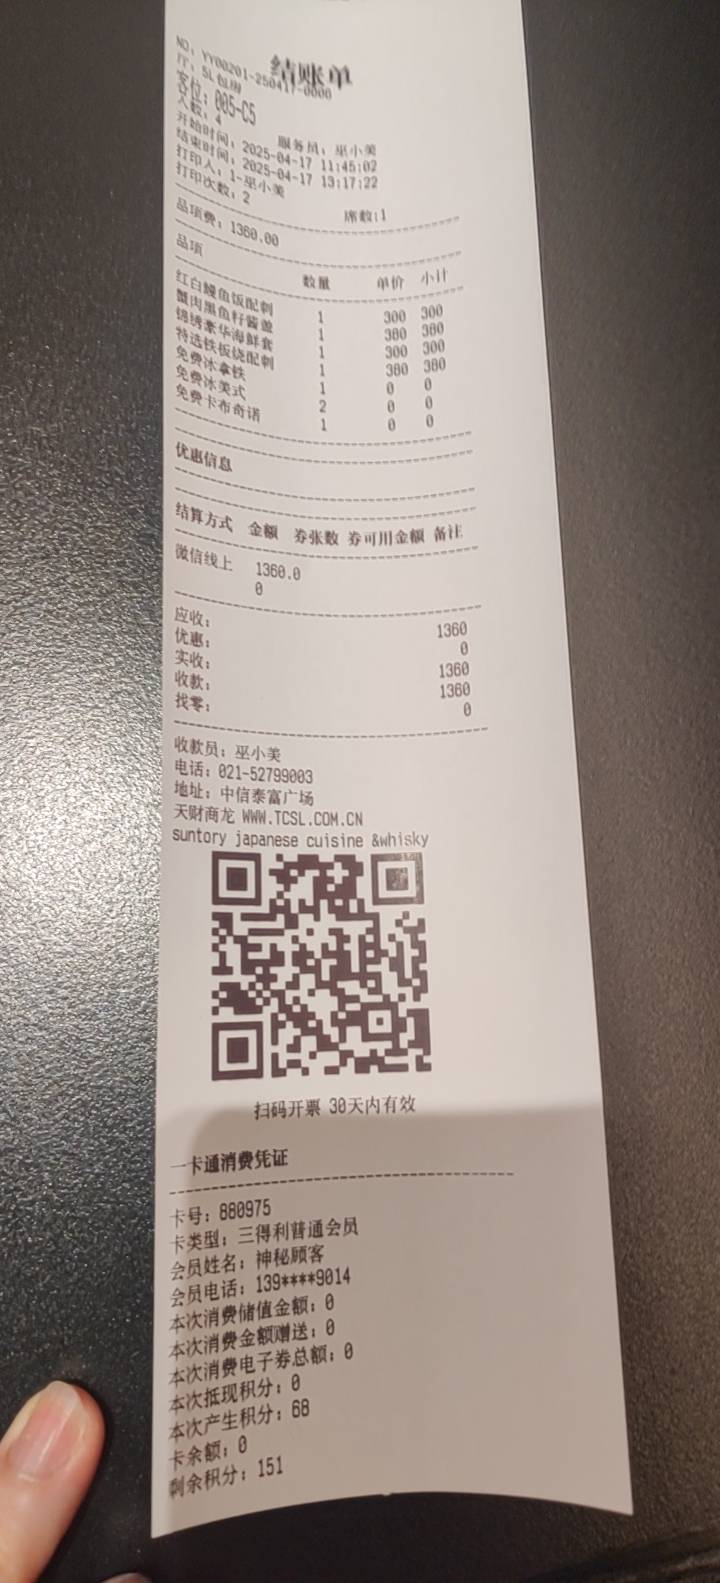 结账单
NO: YY00201-250417-0000
厅: 5L包厢
客位: 005-C5
人数: 4 服务员: 巫小美
开始时间: 2025-04-17 11:45:02
结束时间: 2025-04-17 13:17:22
打印人: 1-巫小美
打印次数: 2 席数:1
品项费: 1360.00
品项 数量 单价 小计
红白鳗鱼饭配刺 1 300 300
蟹肉黑鱼籽酱盏 1 380 380
锦绣豪华海鲜套 1 300 300
特选铁板烧配刺 1 380 380
免费冰拿铁 1 0 0
免费冰美式 2 0 0
免费卡布奇诺 1 0 0
优惠信息
结算方式 金额 券张数 券可用金额 备注
微信线上 1360.0
0
应收: 1360
优惠: 0
实收: 1360
收款: 1360
找零: 0
收款员: 巫小美
电话: 021-52799003
地址: 中信泰富广场
天财商龙 WWW.TCSL.COM.CN
suntory japanese cuisine &whisky
扫码开票 30天内有效
一卡通消费凭证
卡号: 880975
卡类型: 三得利普通会员
会员姓名: 神秘顾客
会员电话: 139****9014
本次消费储值金额: 0
本次消费金额赠送: 0
本次消费电子券总额: 0
本次抵现积分: 0
本次产生积分: 68
卡余额: 0
剩余积分: 151